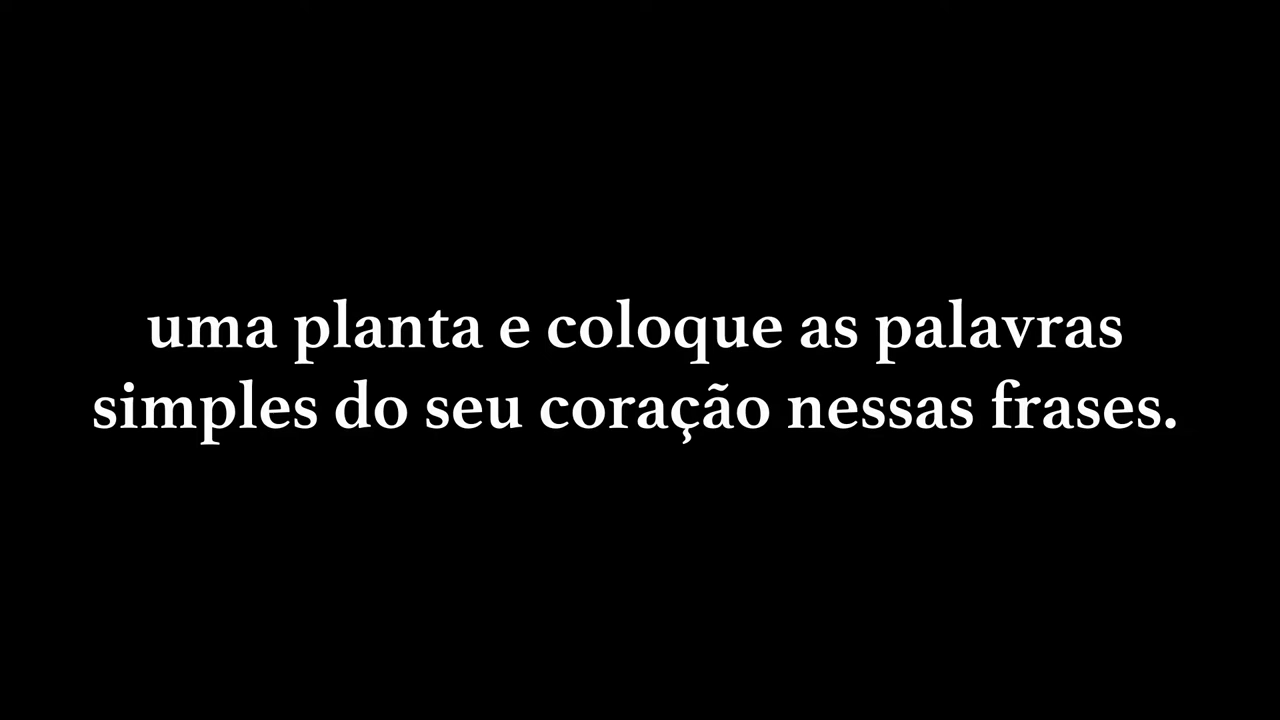 uma planta e coloque as palavras
simples do seu coração nessas frases.